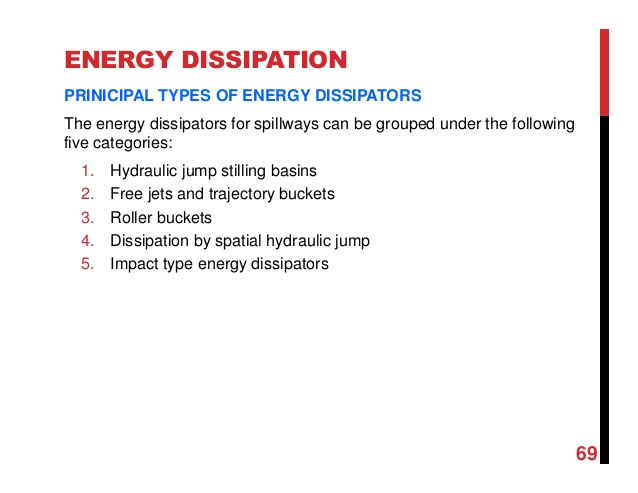 ENERGY DISSIPATION
PRINICIPAL TYPES OF ENERGY DISSIPATORS
The energy dissipators for spillways can be grouped under the following
five categories:
1. Hydraulic jump stilling basins
2. Free jets and trajectory buckets
3. Roller buckets
4. Dissipation by spatial hydraulic jump
5. Impact type energy dissipators
69